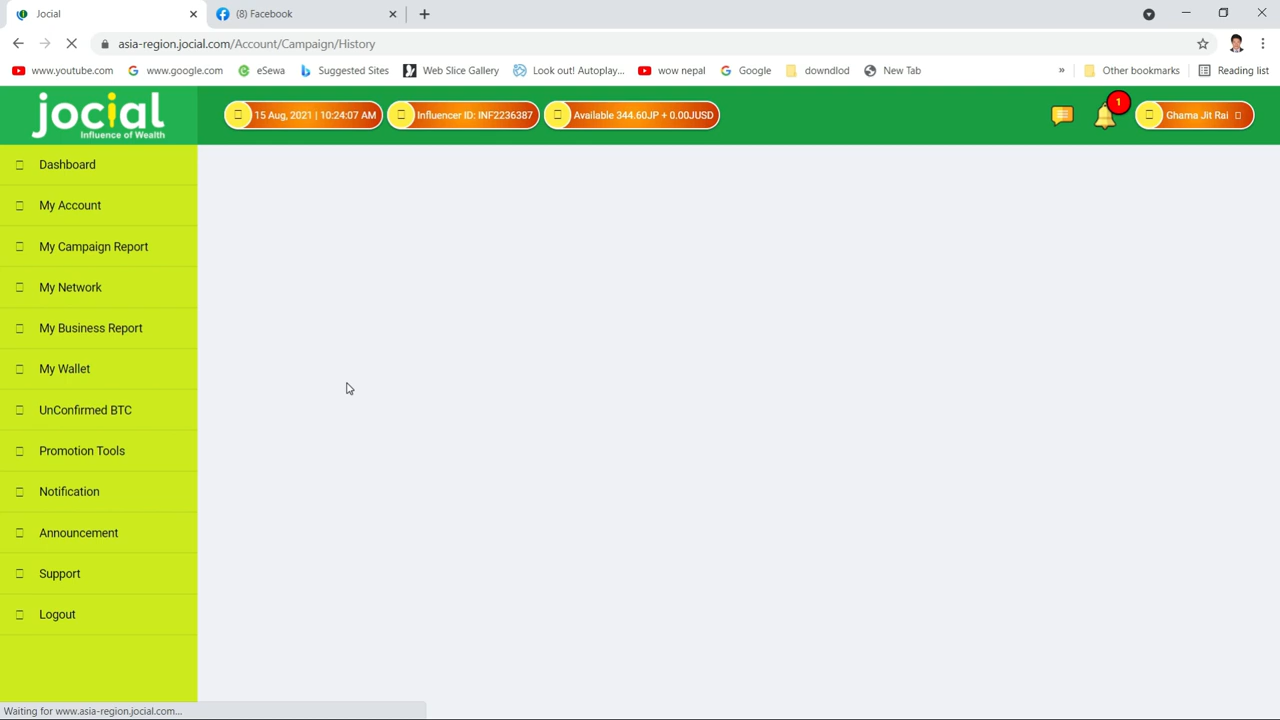 Jocial
(8) Facebook
asia-region.jocial.com/Account/Campaign/History
www.youtube.com
www.google.com
eSewa
Suggested Sites
Web Slice Gallery
Look out! Autoplay...
wow nepal
Google
downdlod
New Tab
»
Other bookmarks
Reading list
jocial
Influence of Wealth
15 Aug, 2021 | 10:24:07 AM
Influencer ID: INF2236387
Available 344.60JP + 0.00JUSD
1
Ghama Jit Rai
Dashboard
My Account
My Campaign Report
My Network
My Business Report
My Wallet
UnConfirmed BTC
Promotion Tools
Notification
Announcement
Support
Logout
Waiting for www.asia-region.jocial.com...